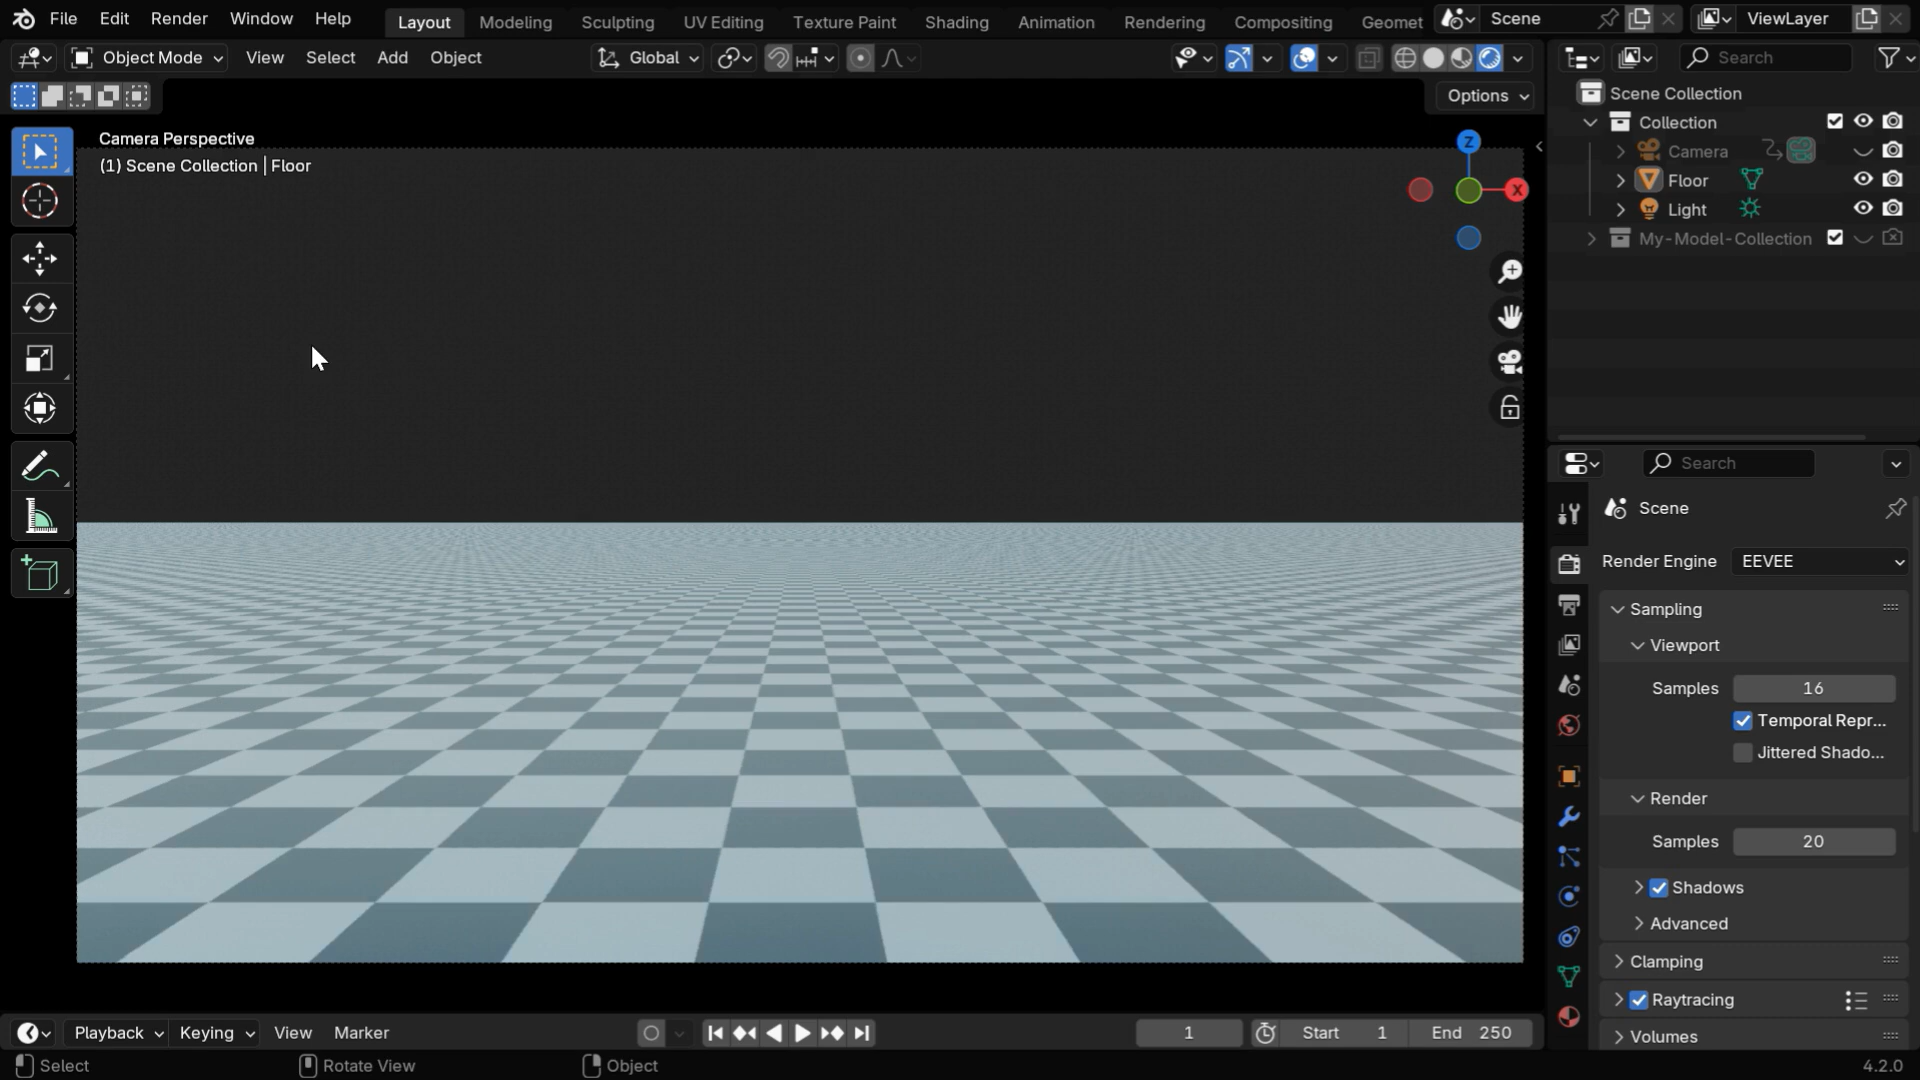 File Edit Render Window Help Layout Modeling Sculpting UV Editing Texture Paint Shading Animation Rendering Compositing Geomet Scene ViewLayer
Object Mode View Select Add Object Global Search
Options
Camera Perspective
(1) Scene Collection | Floor
Z
X
Scene Collection
Collection
Camera
Floor
Light
My-Model-Collection
Search
Scene
Render Engine EEVEE
Sampling
Viewport
Samples 16
Temporal Repr...
Jittered Shado...
Render
Samples 20
Shadows
Advanced
Clamping
Raytracing
Volumes
Playback Keying View Marker 1 Start 1 End 250
Select Rotate View Object 4.2.0